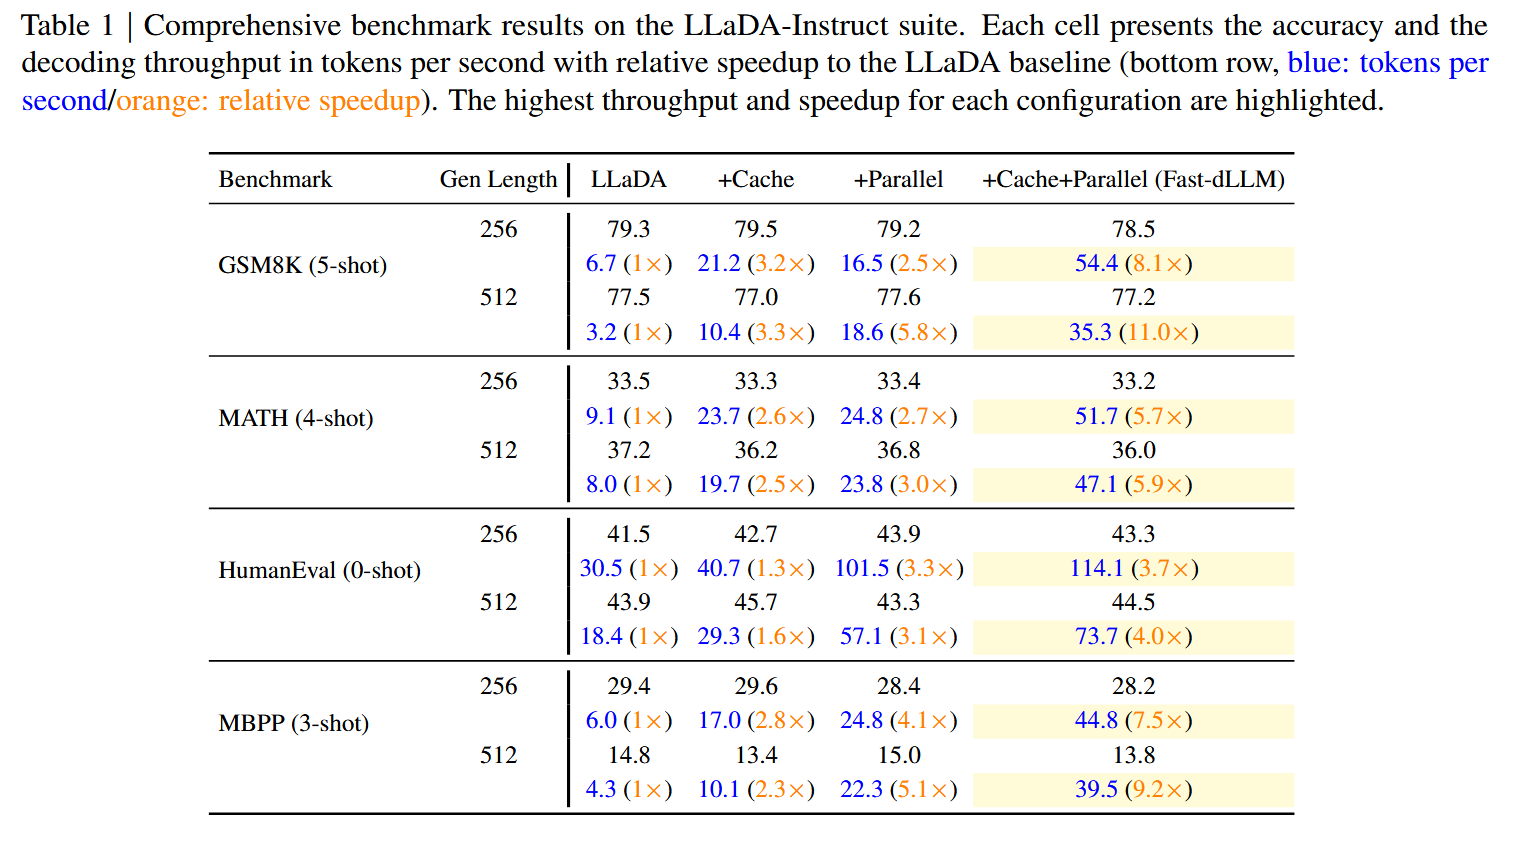 Table 1 | Comprehensive benchmark results on the LLaDA-Instruct suite. Each cell presents the accuracy and the
decoding throughput in tokens per second with relative speedup to the LLaDA baseline (bottom row, blue: tokens per
second/orange: relative speedup). The highest throughput and speedup for each configuration are highlighted.
Benchmark Gen Length LLaDA +Cache +Parallel +Cache+Parallel (Fast-dLLM)
256 79.3 79.5 79.2 78.5
GSM8K (5-shot) 6.7 (1×) 21.2 (3.2×) 16.5 (2.5×) 54.4 (8.1×)
512 77.5 77.0 77.6 77.2
3.2 (1×) 10.4 (3.3×) 18.6 (5.8×) 35.3 (11.0×)
256 33.5 33.3 33.4 33.2
MATH (4-shot) 9.1 (1×) 23.7 (2.6×) 24.8 (2.7×) 51.7 (5.7×)
512 37.2 36.2 36.8 36.0
8.0 (1×) 19.7 (2.5×) 23.8 (3.0×) 47.1 (5.9×)
256 41.5 42.7 43.9 43.3
HumanEval (0-shot) 30.5 (1×) 40.7 (1.3×) 101.5 (3.3×) 114.1 (3.7×)
512 43.9 45.7 43.3 44.5
18.4 (1×) 29.3 (1.6×) 57.1 (3.1×) 73.7 (4.0×)
256 29.4 29.6 28.4 28.2
MBPP (3-shot) 6.0 (1×) 17.0 (2.8×) 24.8 (4.1×) 44.8 (7.5×)
512 14.8 13.4 15.0 13.8
4.3 (1×) 10.1 (2.3×) 22.3 (5.1×) 39.5 (9.2×)